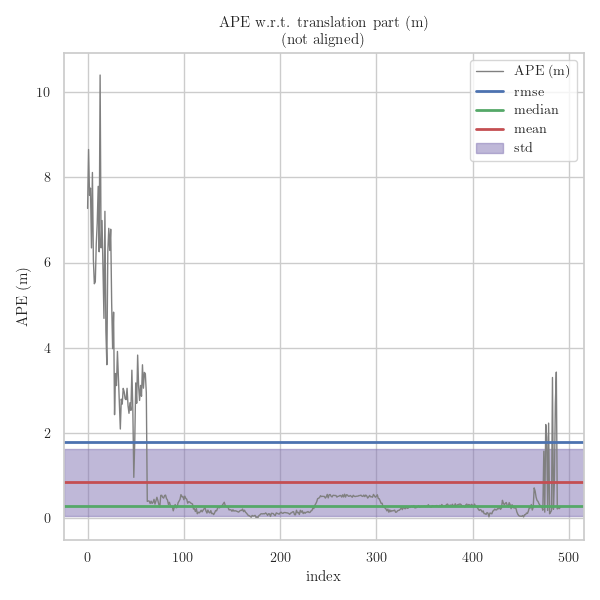 APE w.r.t. translation part (m)
(not aligned)
APE (m)
rmse
median
mean
std
10
8
6
4
2
0
APE (m)
0
100
200
300
400
500
index